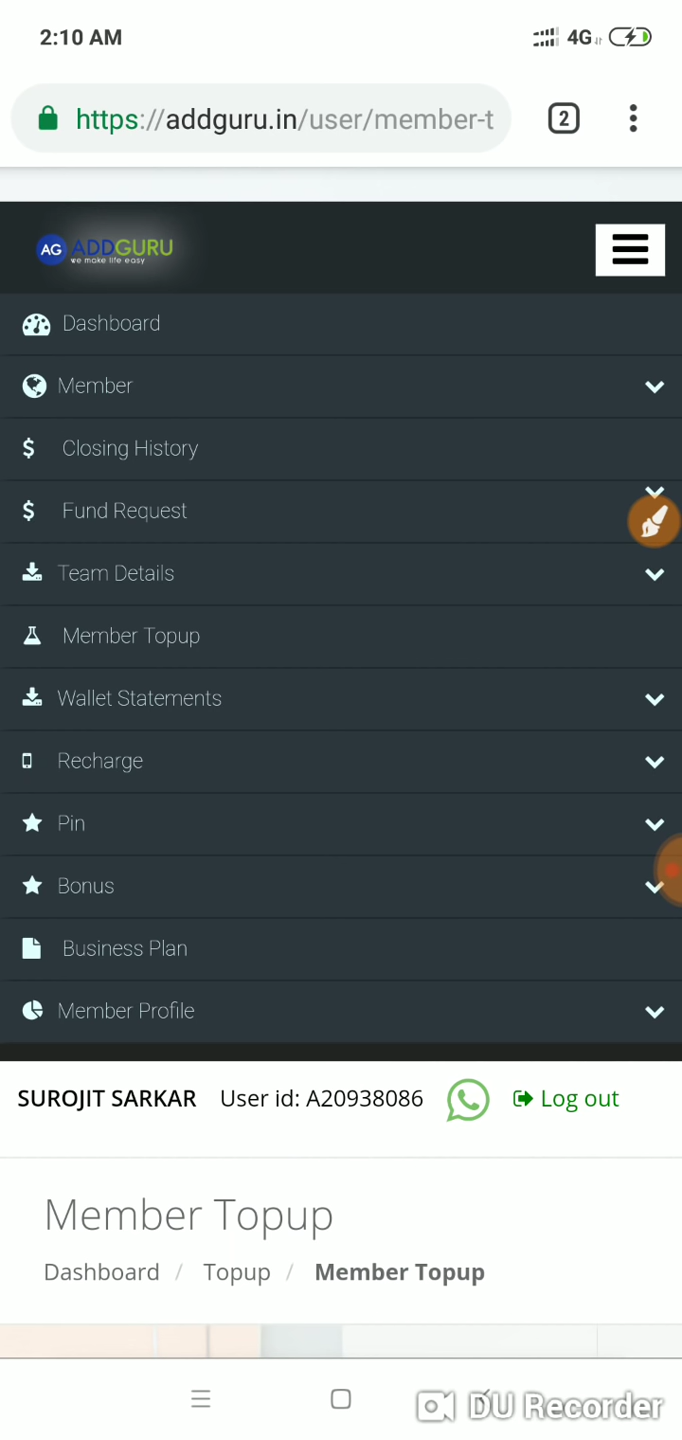 2:10 AM
4G
https://addguru.in/user/member-t
2
AG ADDGURU
we make life easy
Dashboard
Member
Closing History
Fund Request
Team Details
Member Topup
Wallet Statements
Recharge
Pin
Bonus
Business Plan
Member Profile
SUROJIT SARKAR User id: A20938086 Log out
Member Topup
Dashboard / Topup / Member Topup
DU Recorder